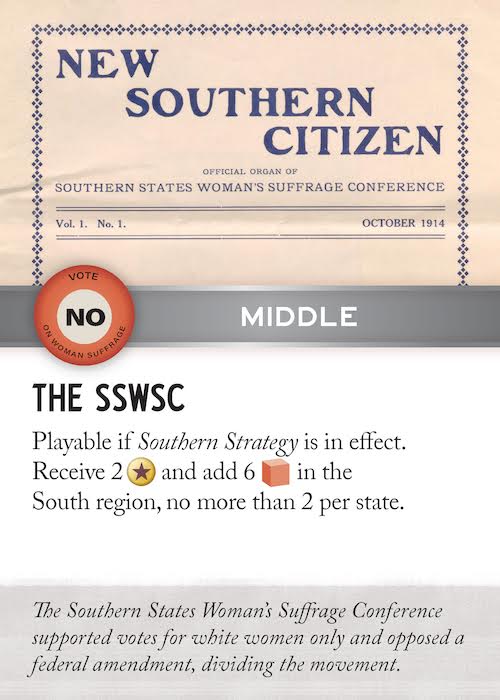 NEW
SOUTHERN
CITIZEN
OFFICIAL ORGAN OF
SOUTHERN STATES WOMAN'S SUFFRAGE CONFERENCE
Vol. 1. No. 1. OCTOBER 1914
VOTE
NO
ON WOMAN SUFFRAGE
MIDDLE
THE SSWSC
Playable if Southern Strategy is in effect.
Receive 2 and add 6 in the
South region, no more than 2 per state.
The Southern States Woman's Suffrage Conference
supported votes for white women only and opposed a
federal amendment, dividing the movement.